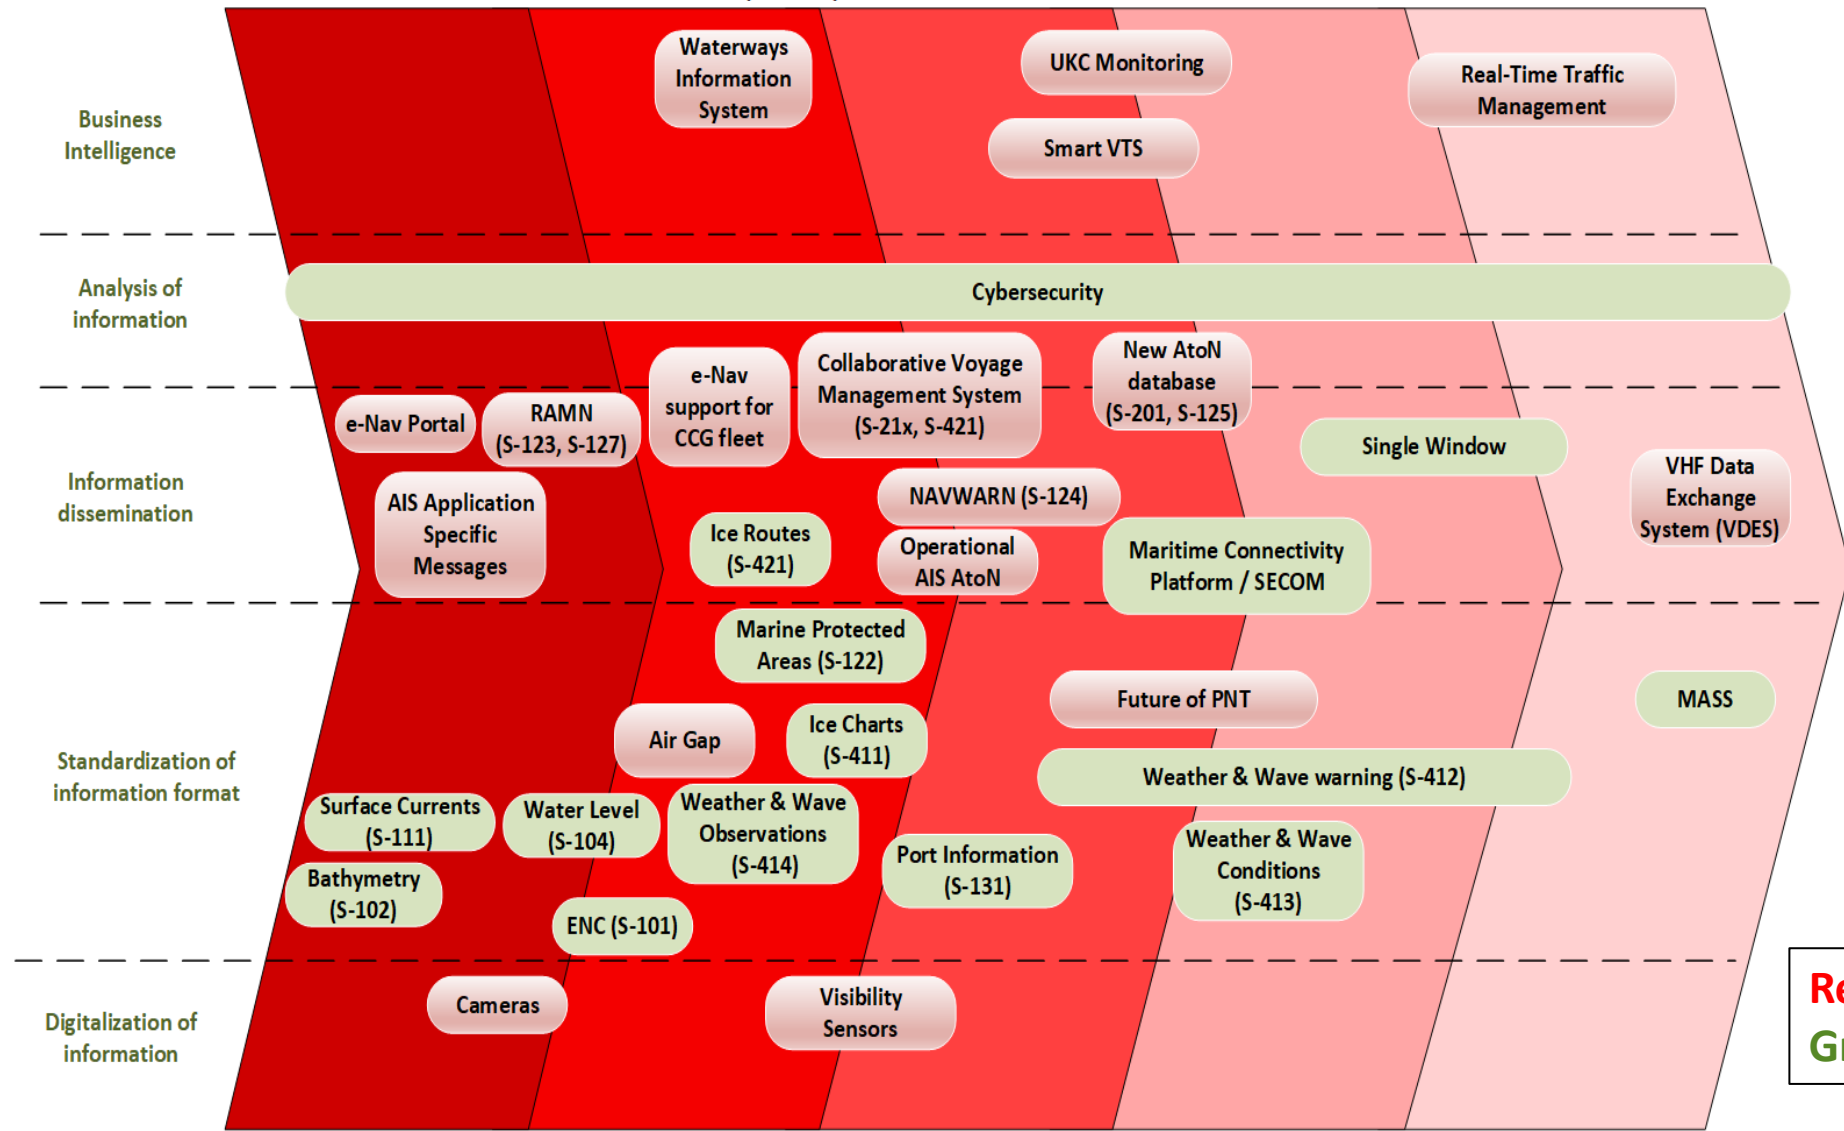 Waterways
Information
System
UKC Monitoring
Real-Time Traffic
Management
Smart VTS
Business
Intelligence
Analysis of
information
Cybersecurity
e-Nav Portal
RAMN
(S-123, S-127)
e-Nav
support for
CCG fleet
Collaborative Voyage
Management System
(S-21x, S-421)
New AtoN
database
(S-201, S-125)
Single Window
VHF Data
Exchange
System (VDES)
Information
dissemination
AIS Application
Specific
Messages
NAVWARN (S-124)
Ice Routes
(S-421)
Operational
AIS AtoN
Maritime Connectivity
Platform / SECOM
Marine Protected
Areas (S-122)
Future of PNT
MASS
Air Gap
Ice Charts
(S-411)
Standardization of
information format
Weather & Wave warning (S-412)
Surface Currents
(S-111)
Water Level
(S-104)
Weather & Wave
Observations
(S-414)
Port Information
(S-131)
Weather & Wave
Conditions
(S-413)
Bathymetry
(S-102)
ENC (S-101)
Cameras
Visibility
Sensors
Digitalization of
information